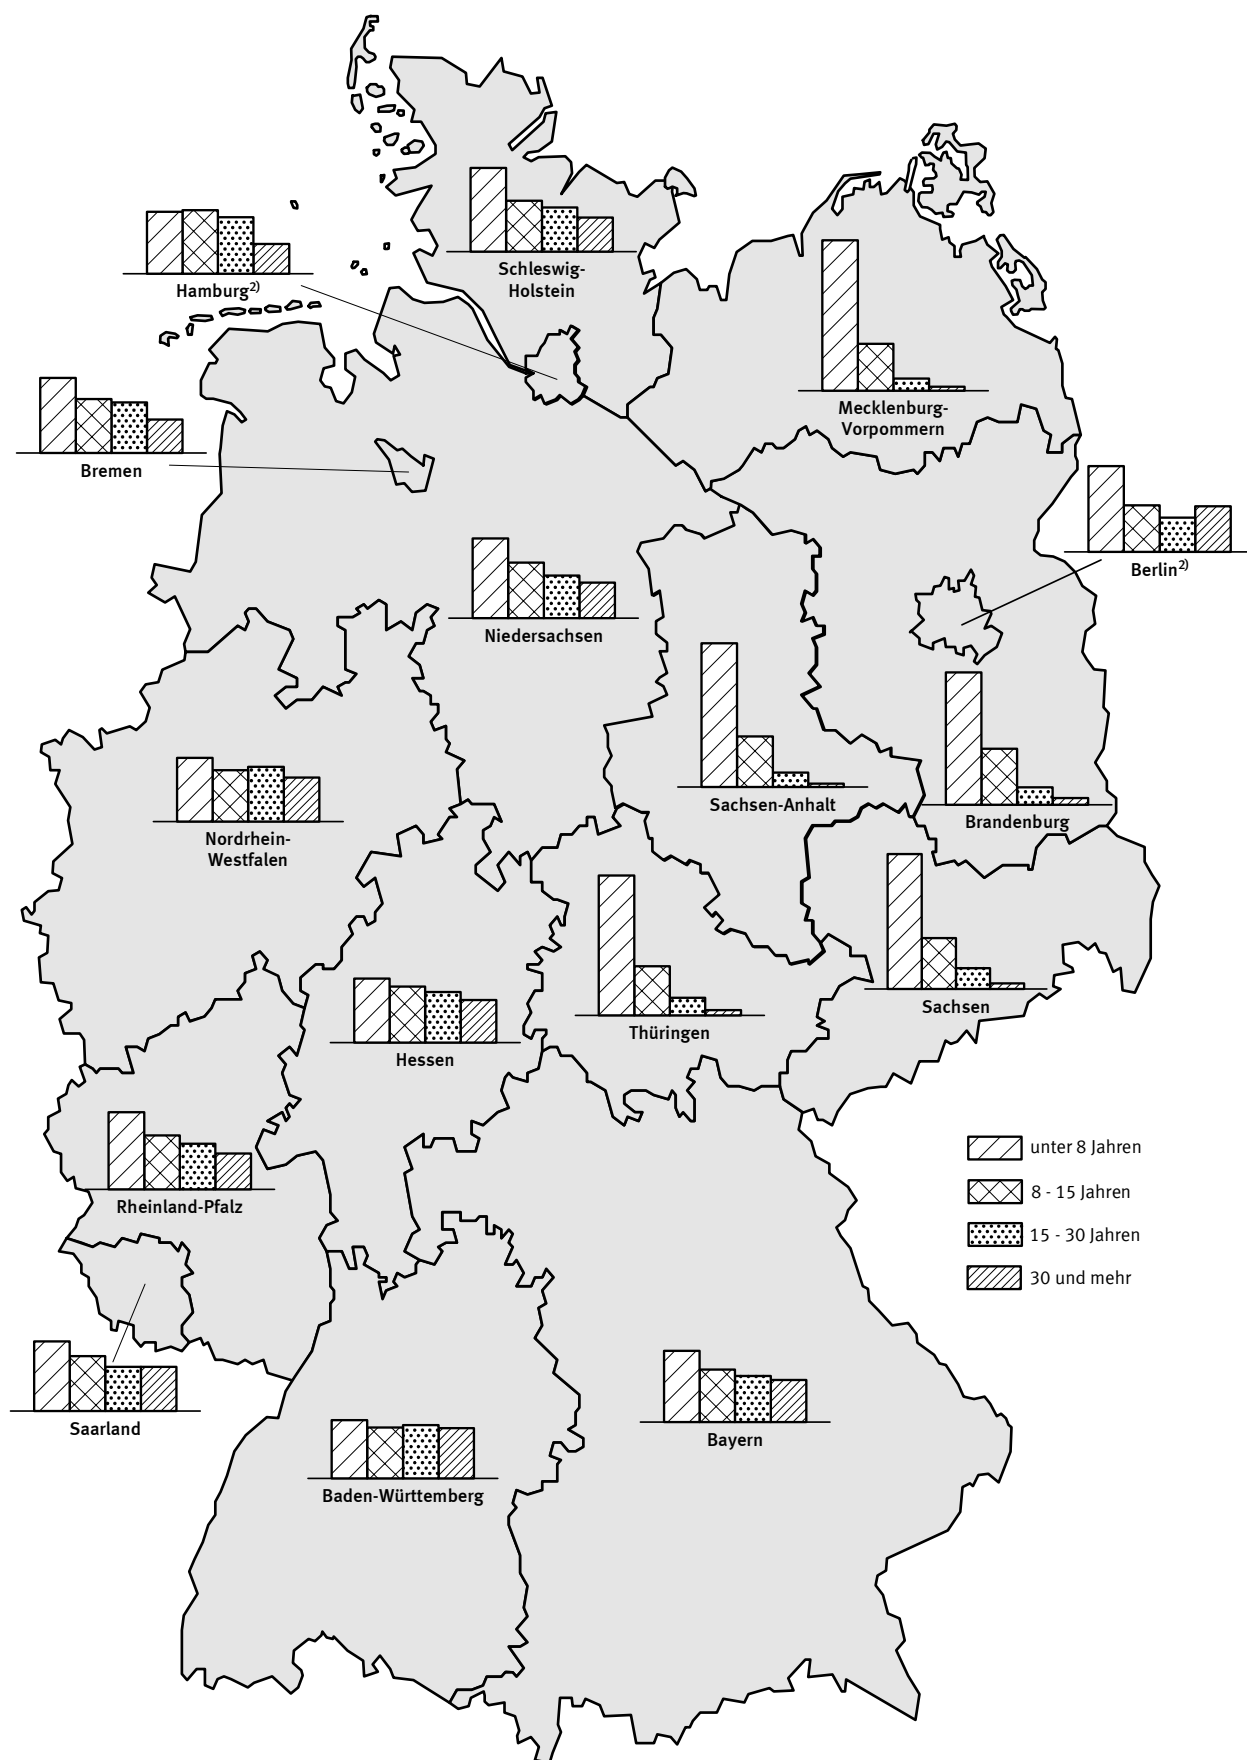 Schleswig-
Holstein
Hamburg2)
Mecklenburg-
Vorpommern
Bremen
Berlin2)
Niedersachsen
Sachsen-Anhalt
Brandenburg
Nordrhein-
Westfalen
Sachsen
Thüringen
Hessen
unter 8 Jahren
8 - 15 Jahren
15 - 30 Jahren
30 und mehr
Rheinland-Pfalz
Saarland
Bayern
Baden-Württemberg